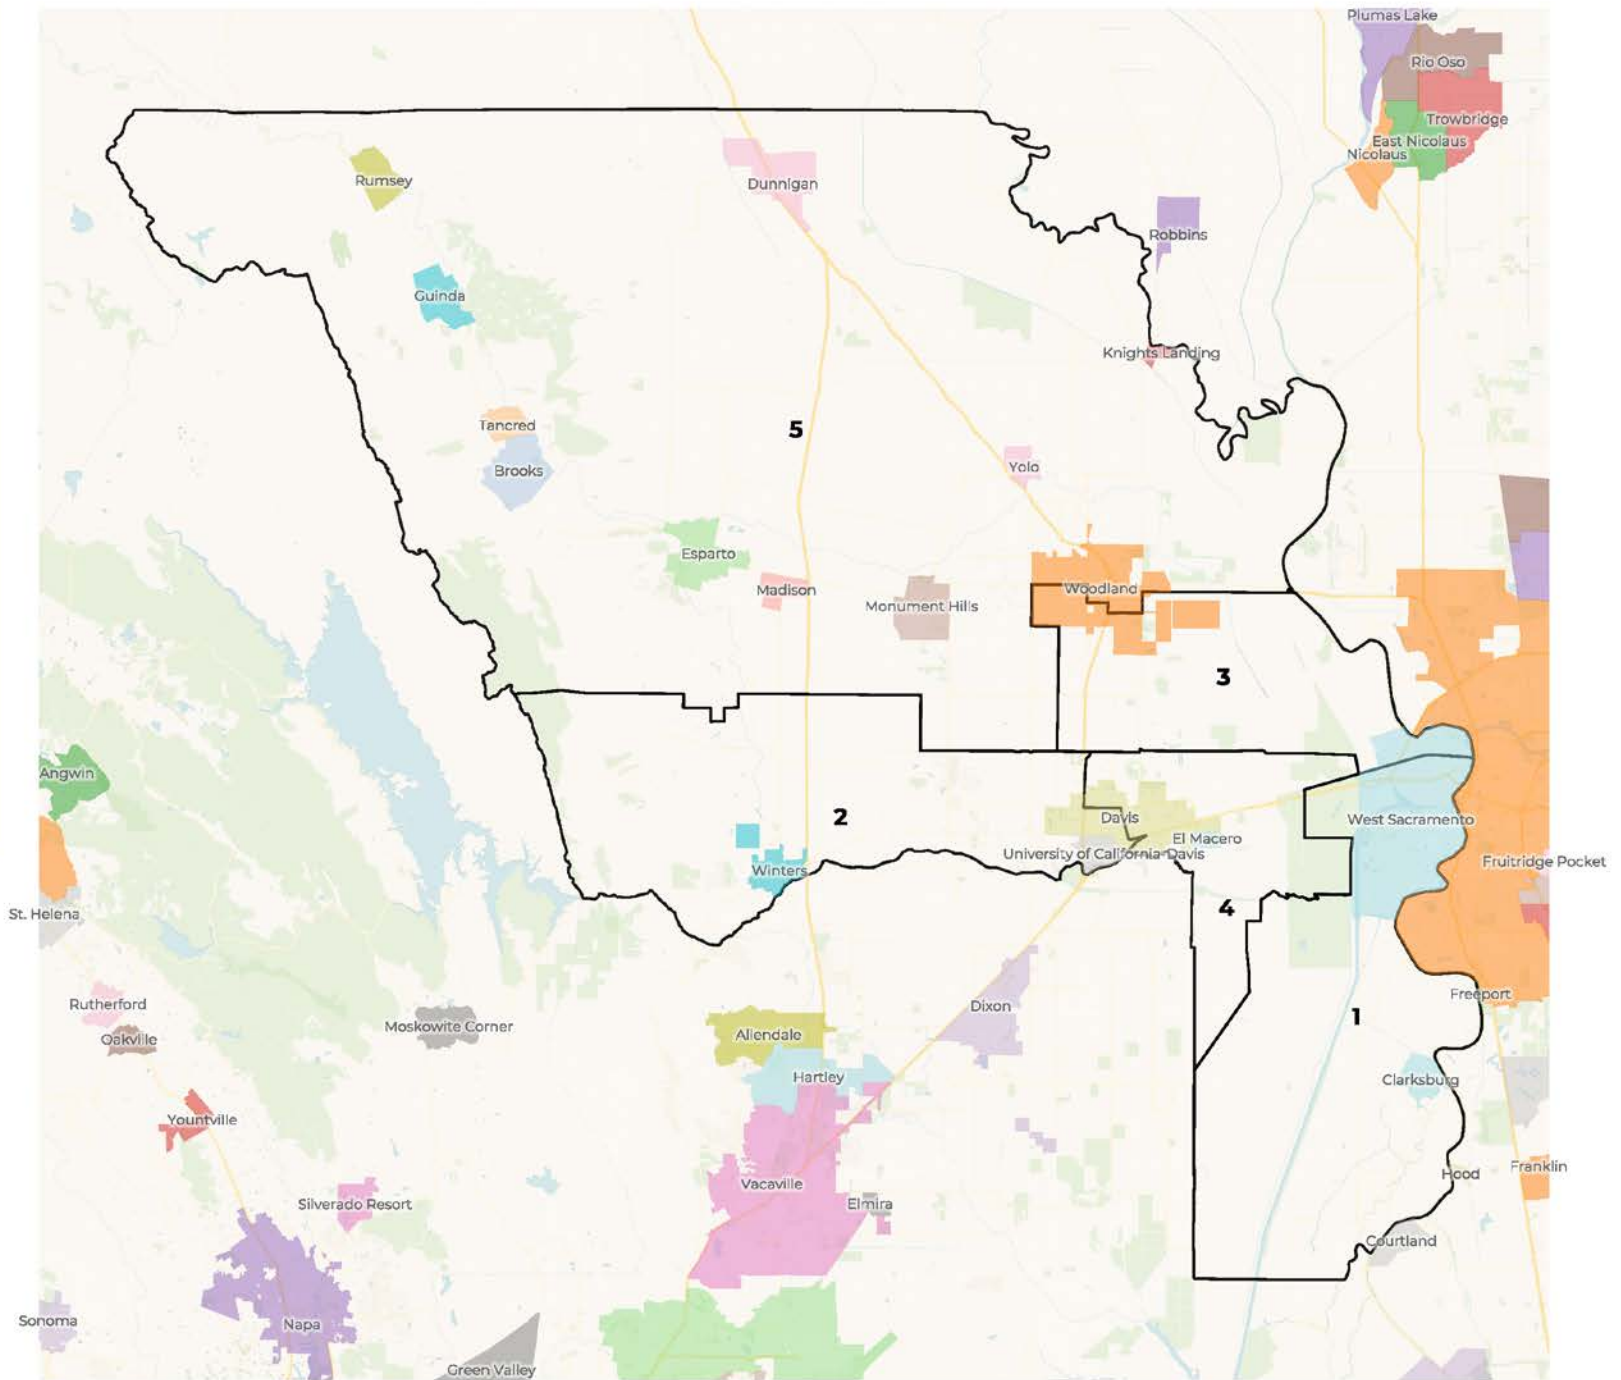 Plumas Lake
Rio Oso
Trowbridge
East Nicolaus
Nicolaus
Rumsey
Dunnigan
Robbins
Guinda
Knights Landing
Tancred
5
Brooks
Yolo
Esparto
Madison
Woodland
Monument Hills
3
Angwin
2
Davis
West Sacramento
El Macero
University of California-Davis
Fruitridge Pocket
Winters
St. Helena
4
Freeport
Rutherford
Dixon
1
Moskowite Corner
Oakville
Allendale
Hartley
Clarksburg
Yountville
Franklin
Hood
Vacaville
Silverado Resort
Elmira
Courtland
Sonoma
Napa
Green Valley